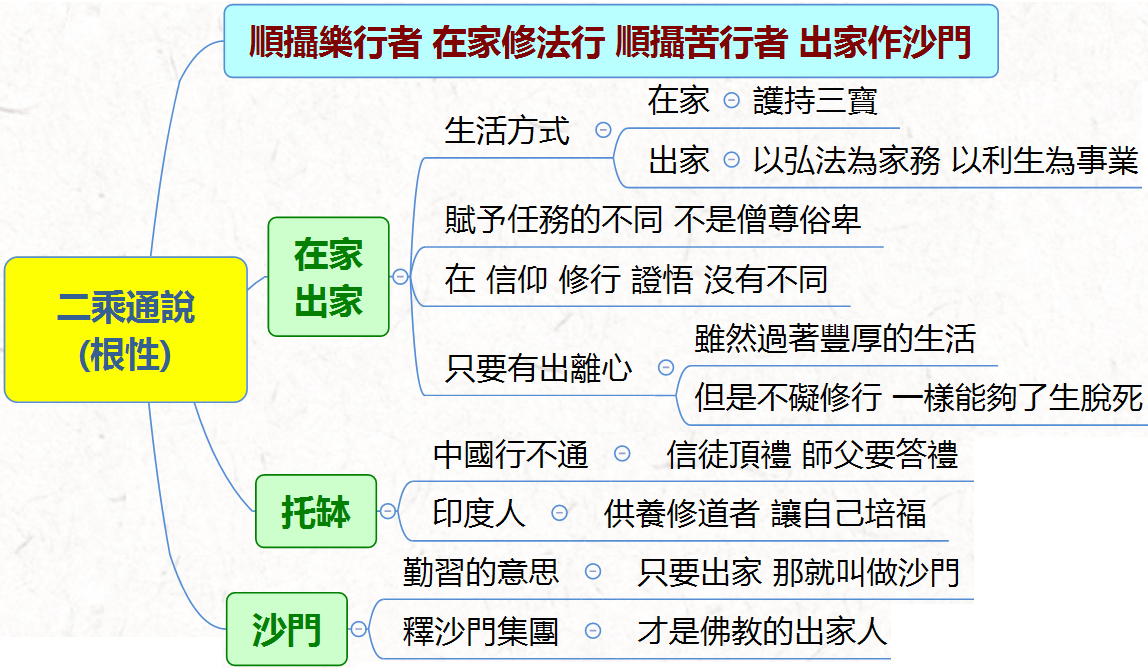 順攝樂行者 在家修法行 順攝苦行者 出家作沙門
二乘通說
(根性)
在家
出家
生活方式
在家
護持三寶
出家
以弘法為家務 以利生為事業
賦予任務的不同 不是僧尊俗卑
在 信仰 修行 證悟 沒有不同
只要有出離心
雖然過著豐厚的生活
但是不礙修行 一樣能夠了生脫死
托缽
中國行不通
信徒頂禮 師父要答禮
印度人
供養修道者 讓自己培福
沙門
勤習的意思
只要出家 那就叫做沙門
釋沙門集團
才是佛教的出家人